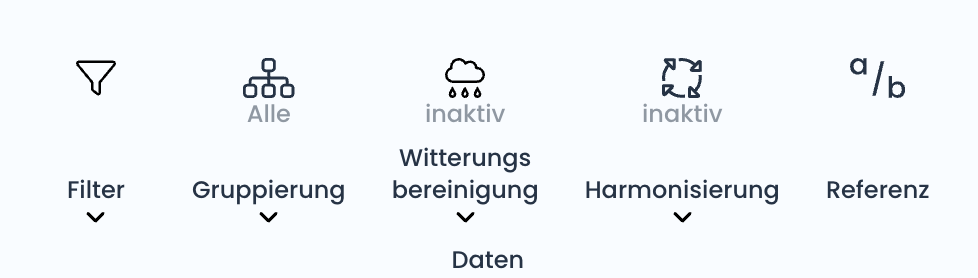 a/b
Alle
inaktiv
inaktiv
Witterungs
Filter
Gruppierung
bereinigung
Harmonisierung
Referenz
Daten